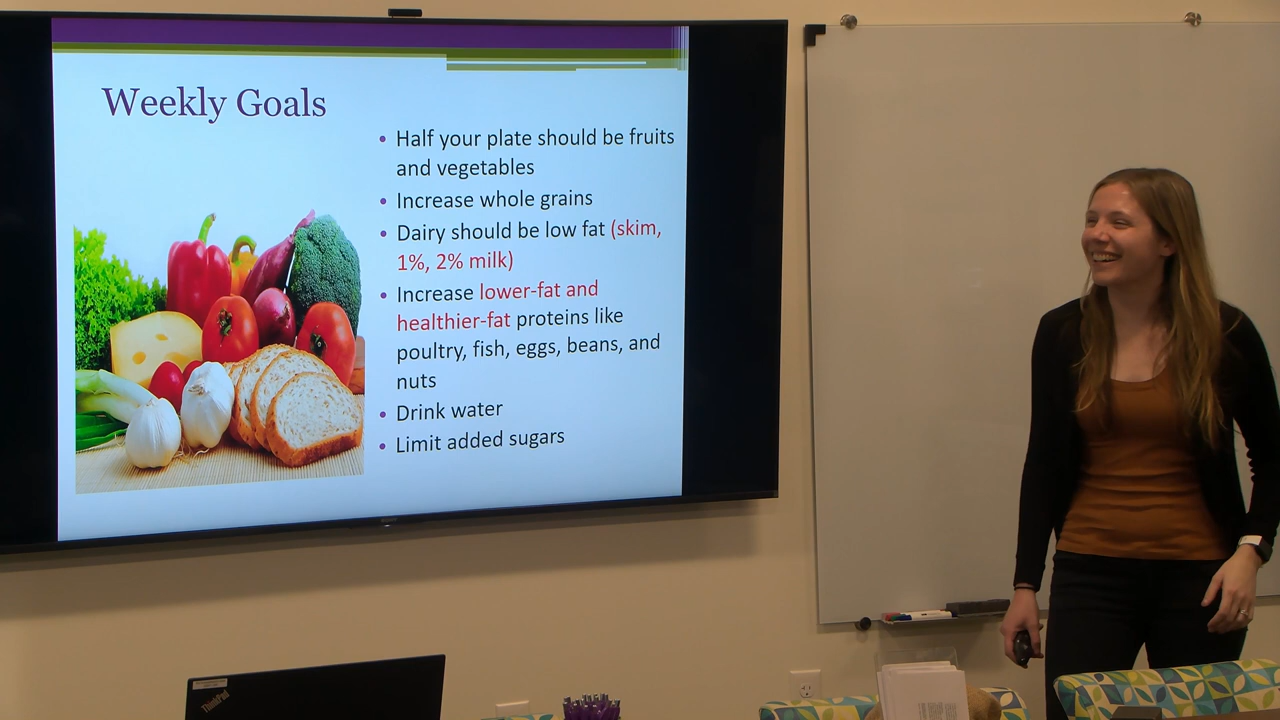 Weekly Goals
• Half your plate should be fruits
and vegetables
• Increase whole grains
• Dairy should be low fat (skim,
1%, 2% milk)
• Increase lower-fat and
healthier-fat proteins like
poultry, fish, eggs, beans, and
nuts
• Drink water
• Limit added sugars
ThinkPad